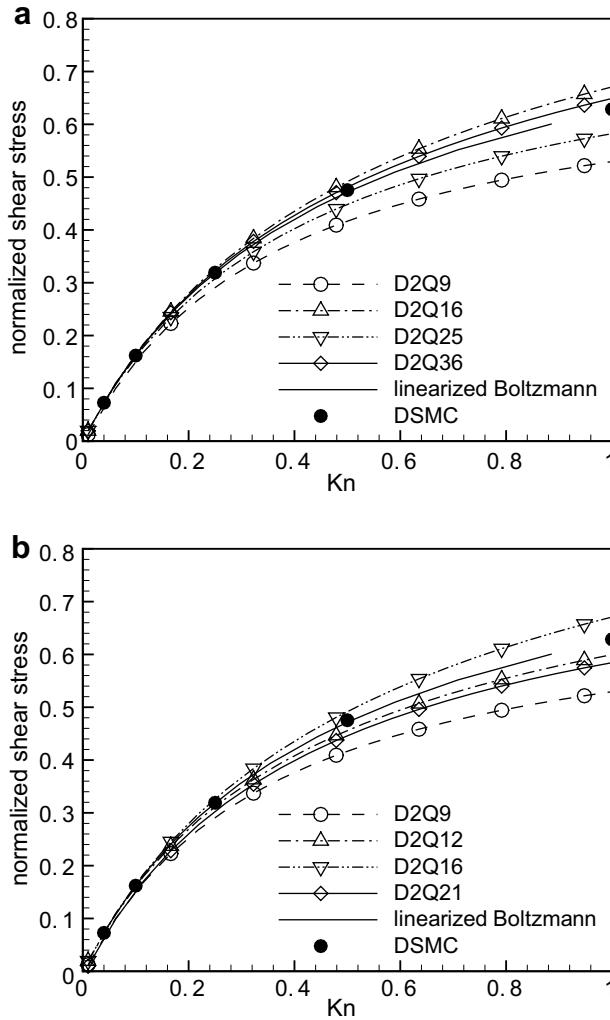 a
0.8
0.7
0.6
0.5
0.4
0.3
0.2
0.1
0
normalized shear stress
D2Q9
D2Q16
D2Q25
D2Q36
linearized Boltzmann
DSMC
0 0.2 0.4 0.6 0.8 1
Kn
b
0.8
0.7
0.6
0.5
0.4
0.3
0.2
0.1
0
normalized shear stress
D2Q9
D2Q12
D2Q16
D2Q21
linearized Boltzmann
DSMC
0 0.2 0.4 0.6 0.8 1
Kn